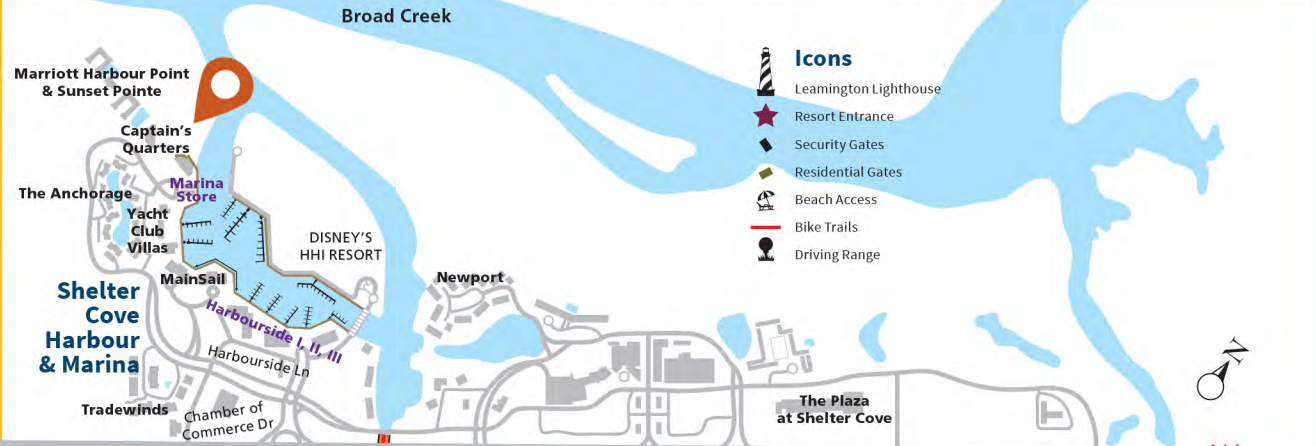 Broad Creek
Marriott Harbour Point
& Sunset Pointe
Captain's
Quarters
The Anchorage
Marina
Store
Yacht
Club
Villas
DISNEY'S
HHI RESORT
MainSail
Newport
Shelter
Cove
Harbour
& Marina
Harbourside I, II, III
Harbourside Ln
Tradewinds
Chamber of
Commerce Dr
The Plaza
at Shelter Cove
Icons
Leamington Lighthouse
Resort Entrance
Security Gates
Residential Gates
Beach Access
Bike Trails
Driving Range
N